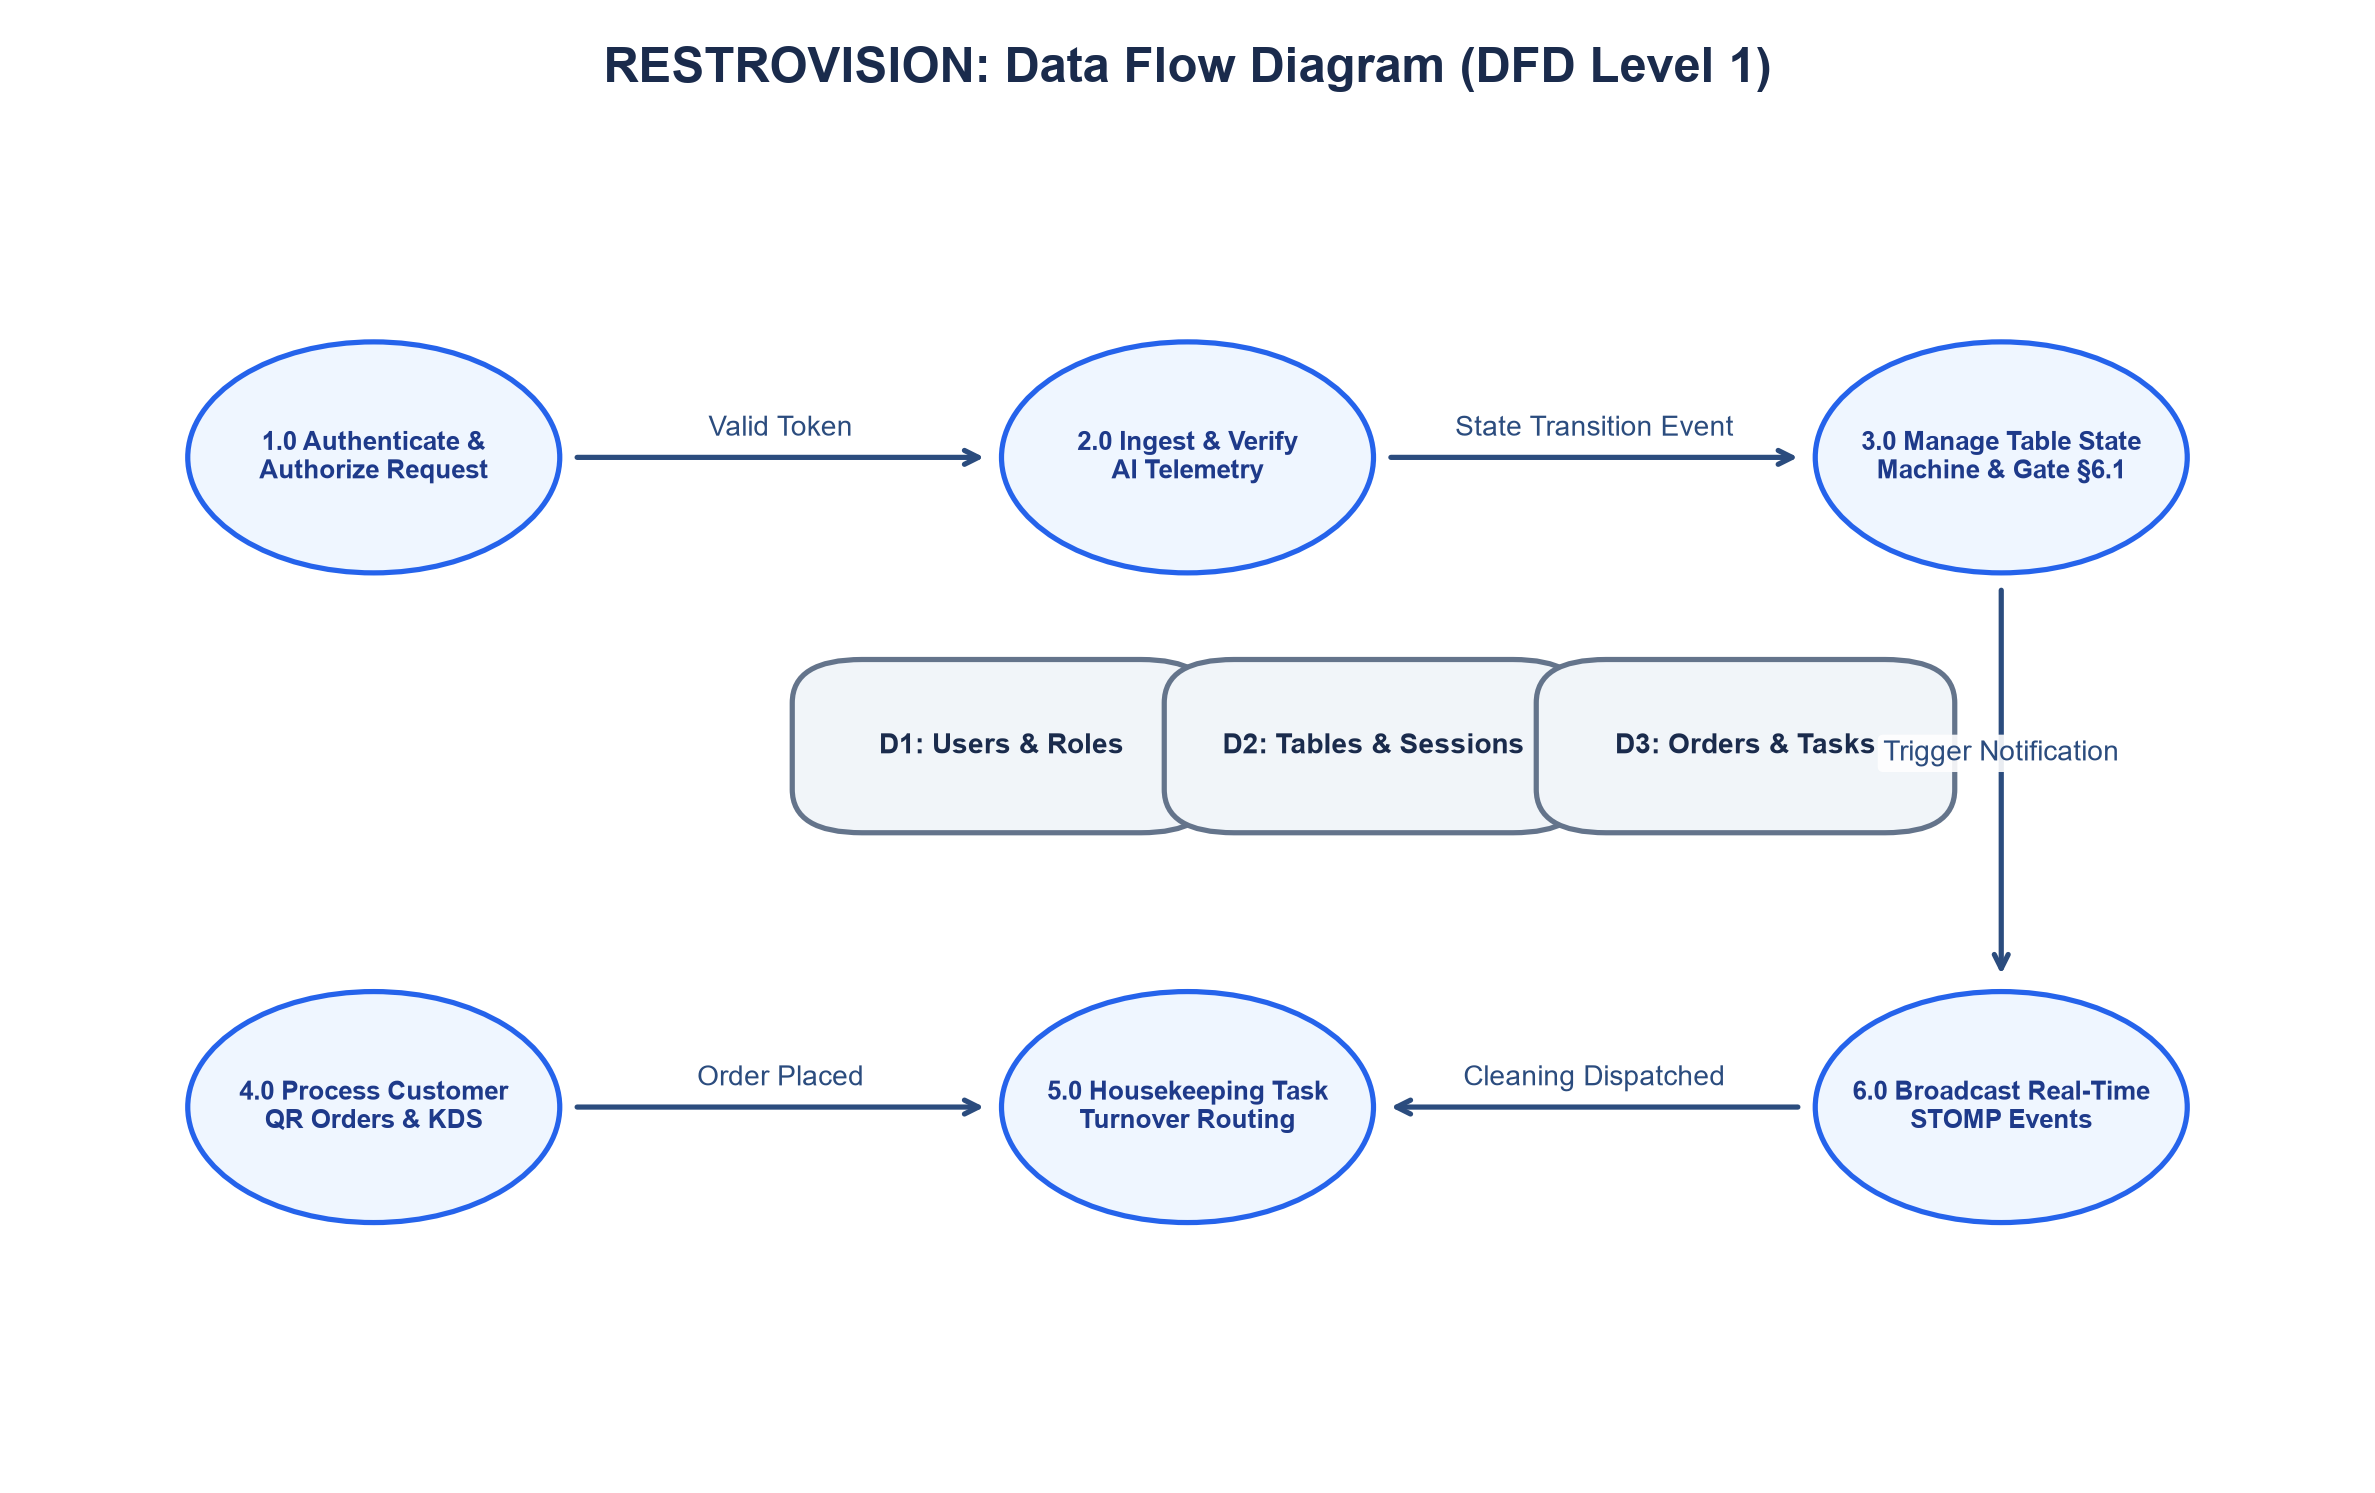 RESTROVISION: Data Flow Diagram (DFD Level 1)
1.0 Authenticate &
Authorize Request
Valid Token
2.0 Ingest & Verify
AI Telemetry
State Transition Event
3.0 Manage Table State
Machine & Gate §6.1
D1: Users & Roles
D2: Tables & Sessions
D3: Orders & Tasks
Trigger Notification
4.0 Process Customer
QR Orders & KDS
Order Placed
5.0 Housekeeping Task
Turnover Routing
Cleaning Dispatched
6.0 Broadcast Real-Time
STOMP Events